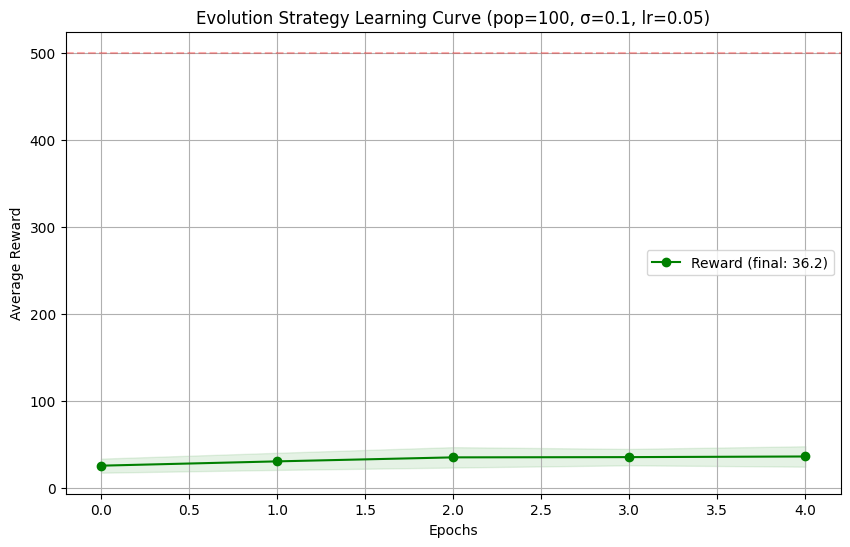 Evolution Strategy Learning Curve (pop=100, σ=0.1, lr=0.05)
500
400
300
200
100
0
Average Reward
Reward (final: 36.2)
0.0 0.5 1.0 1.5 2.0 2.5 3.0 3.5 4.0
Epochs